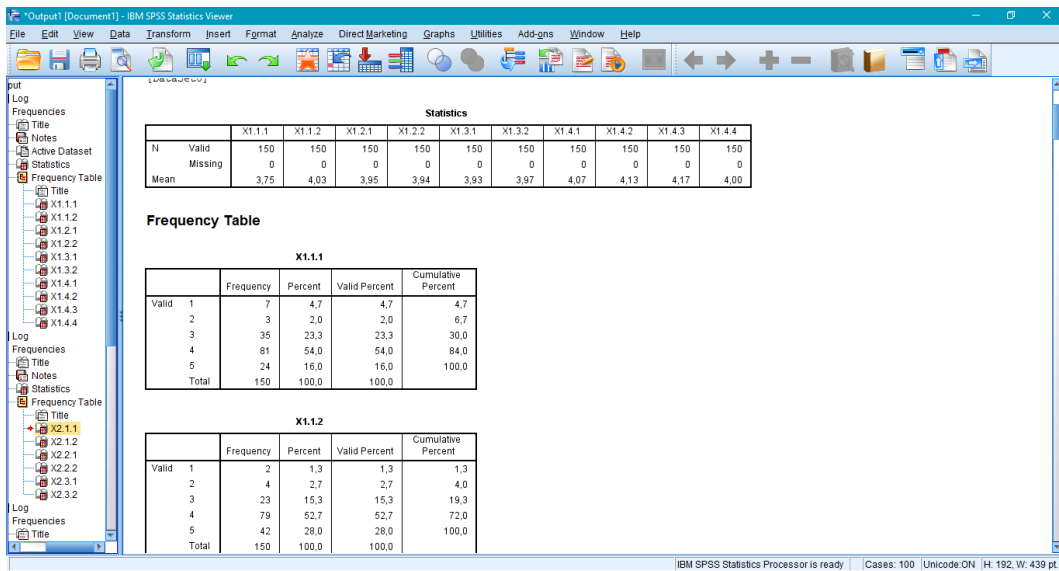 *Output1 [Document1] - IBM SPSS Statistics Viewer
File Edit View Data Transform Insert Format Analyze Direct Marketing Graphs Utilities Add-ons Window Help
put
Log
Frequencies
Title
Notes
Active Dataset
Statistics
Frequency Table
Title
X1.1.1
X1.1.2
X1.2.1
X1.2.2
X1.3.1
X1.3.2
X1.4.1
X1.4.2
X1.4.3
X1.4.4
Log
Frequencies
Title
Notes
Statistics
Frequency Table
Title
X2.1.1
X2.1.2
X2.2.1
X2.2.2
X2.3.1
X2.3.2
Log
Frequencies
Title
[DataSet0]
Statistics
X1.1.1 X1.1.2 X1.2.1 X1.2.2 X1.3.1 X1.3.2 X1.4.1 X1.4.2 X1.4.3 X1.4.4
N Valid 150 150 150 150 150 150 150 150 150 150
Missing 0 0 0 0 0 0 0 0 0 0
Mean 3,75 4,03 3,95 3,94 3,93 3,97 4,07 4,13 4,17 4,00
Frequency Table
X1.1.1
Frequency Percent Valid Percent Cumulative Percent
Valid 1 7 4,7 4,7 4,7
2 3 2,0 2,0 6,7
3 35 23,3 23,3 30,0
4 81 54,0 54,0 84,0
5 24 16,0 16,0 100,0
Total 150 100,0 100,0
X1.1.2
Frequency Percent Valid Percent Cumulative Percent
Valid 1 2 1,3 1,3 1,3
2 4 2,7 2,7 4,0
3 23 15,3 15,3 19,3
4 79 52,7 52,7 72,0
5 42 28,0 28,0 100,0
Total 150 100,0 100,0
IBM SPSS Statistics Processor is ready Cases: 100 Unicode:ON H: 192, W: 439 pt